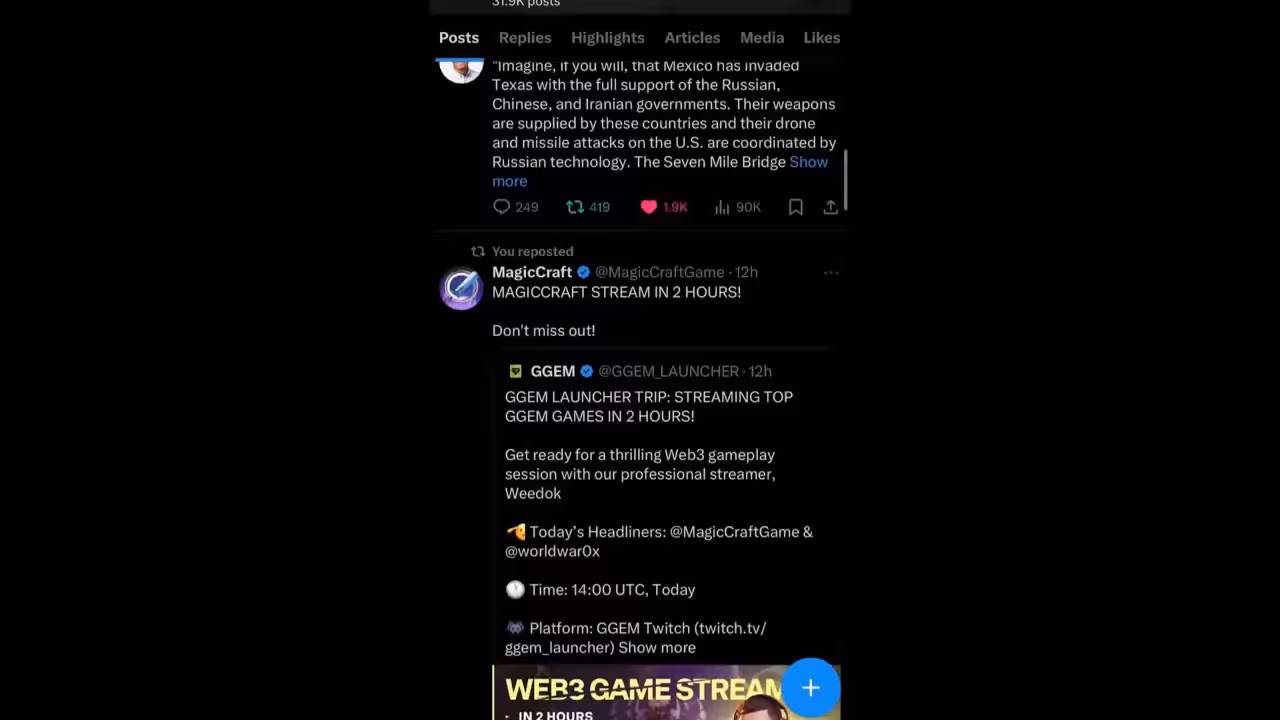 31.9K posts
Posts Replies Highlights Articles Media Likes
"Imagine, if you will, that Mexico has invaded
Texas with the full support of the Russian,
Chinese, and Iranian governments. Their weapons
are supplied by these countries and their drone
and missile attacks on the U.S. are coordinated by
Russian technology. The Seven Mile Bridge Show
more
249 419 1.9K 90K
You reposted
MagicCraft @MagicCraftGame · 12h
MAGICCRAFT STREAM IN 2 HOURS!
Don't miss out!
GGEM @GGEM_LAUNCHER · 12h
GGEM LAUNCHER TRIP: STREAMING TOP
GGEM GAMES IN 2 HOURS!
Get ready for a thrilling Web3 gameplay
session with our professional streamer,
Weedok
Today’s Headliners: @MagicCraftGame &
@worldwar0x
Time: 14:00 UTC, Today
Platform: GGEM Twitch (twitch.tv/
ggem_launcher) Show more
WEB3 GAME STREAM
- IN 2 HOURS